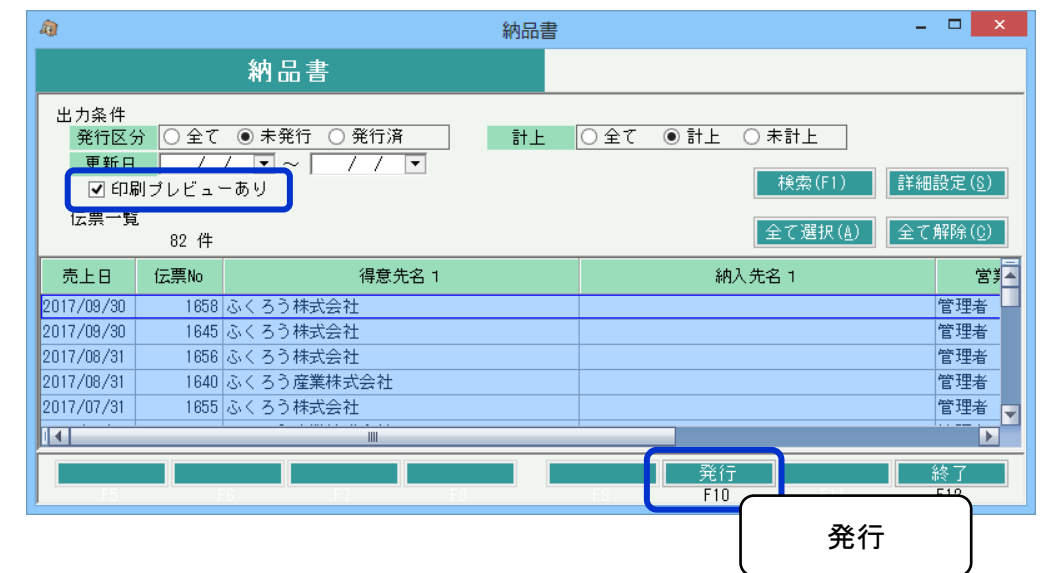 納品書
納品書
出力条件
発行区分 全て 未発行 発行済 計上 全て 計上 未計上
更新日 / / ～ / /
印刷プレビューあり 検索(F1) 詳細設定(S)
伝票一覧
82 件 全て選択(A) 全て解除(C)
売上日 伝票No 得意先名 1 納入先名 1
2017/09/30 1658 ふくろう株式会社 管理者
2017/09/30 1645 ふくろう株式会社 管理者
2017/08/31 1656 ふくろう株式会社 管理者
2017/08/31 1640 ふくろう産業株式会社 管理者
2017/07/31 1655 ふくろう株式会社 管理者
発行 終了
F5 F6 F7 F8 F9 F10
発行